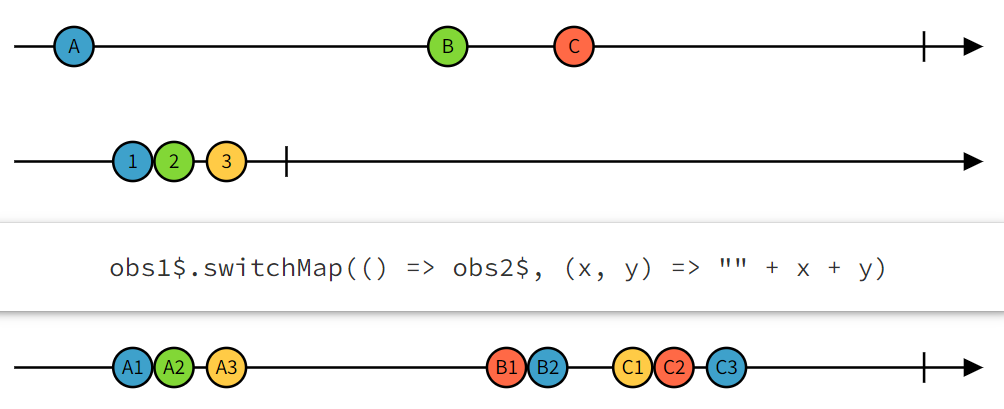 A B C
1 2 3
obs1$.switchMap(() => obs2$, (x, y) => "" + x + y)
A1 A2 A3 B1 B2 C1 C2 C3